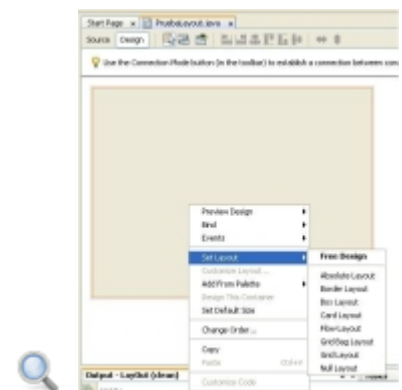 Start Page
PruebaLayout.java
Source Design
Use the Connection Mode button (in the toolbar) to establish a connection between com
Preview Design
Bind
Events
Set Layout
Customize Layout ...
Add From Palette
Design This Container
Set Default Size
Change Order ...
Copy
Paste Ctrl+V
Customize Code
Free Design
Absolute Layout
Border Layout
Box Layout
Card Layout
Flow Layout
Grid Bag Layout
Grid Layout
Null Layout
Output - LayOut (clean)